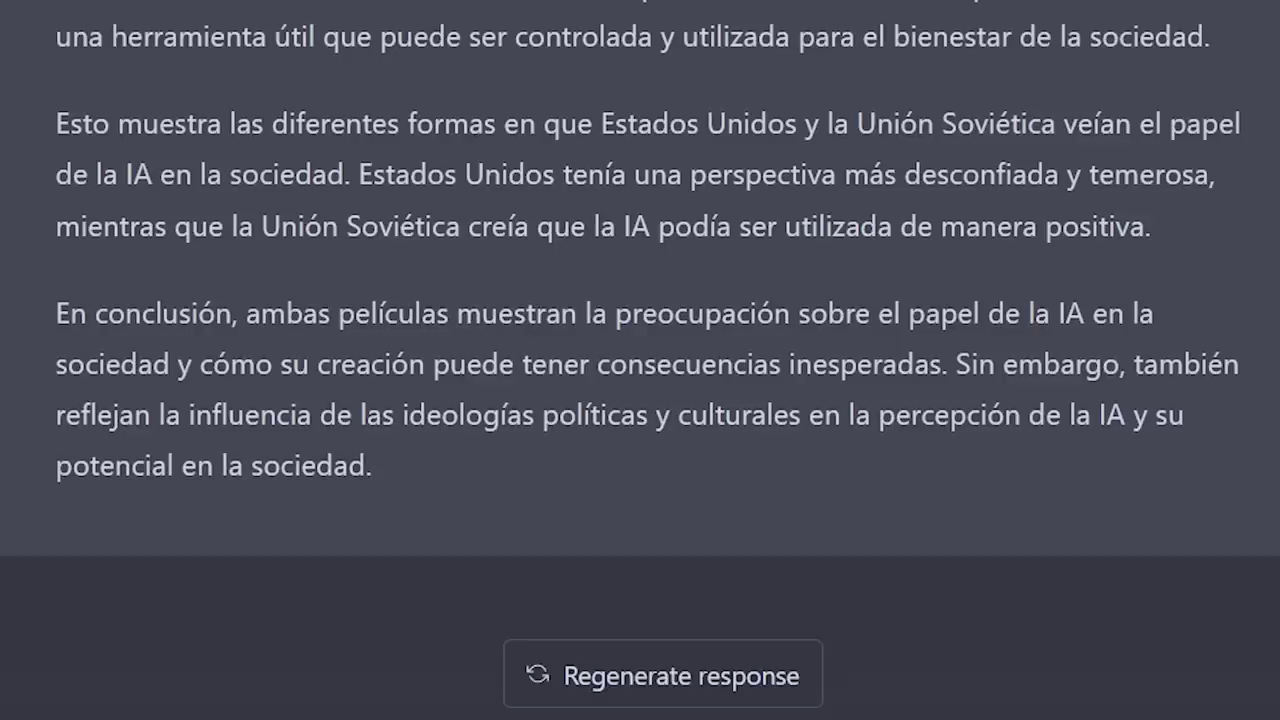 una herramienta útil que puede ser controlada y utilizada para el bienestar de la sociedad.
Esto muestra las diferentes formas en que Estados Unidos y la Unión Soviética veían el papel
de la IA en la sociedad. Estados Unidos tenía una perspectiva más desconfiada y temerosa,
mientras que la Unión Soviética creía que la IA podía ser utilizada de manera positiva.
En conclusión, ambas películas muestran la preocupación sobre el papel de la IA en la
sociedad y cómo su creación puede tener consecuencias inesperadas. Sin embargo, también
reflejan la influencia de las ideologías políticas y culturales en la percepción de la IA y su
potencial en la sociedad.
Regenerate response